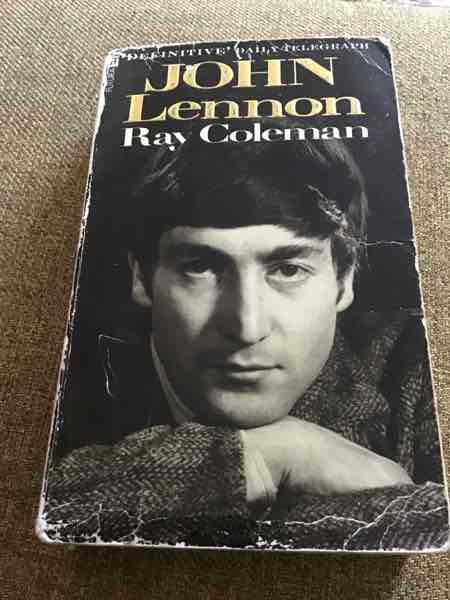 'DEFINITIVE' DAILY TELEGRAPH
JOHN
Lennon
Ray Coleman